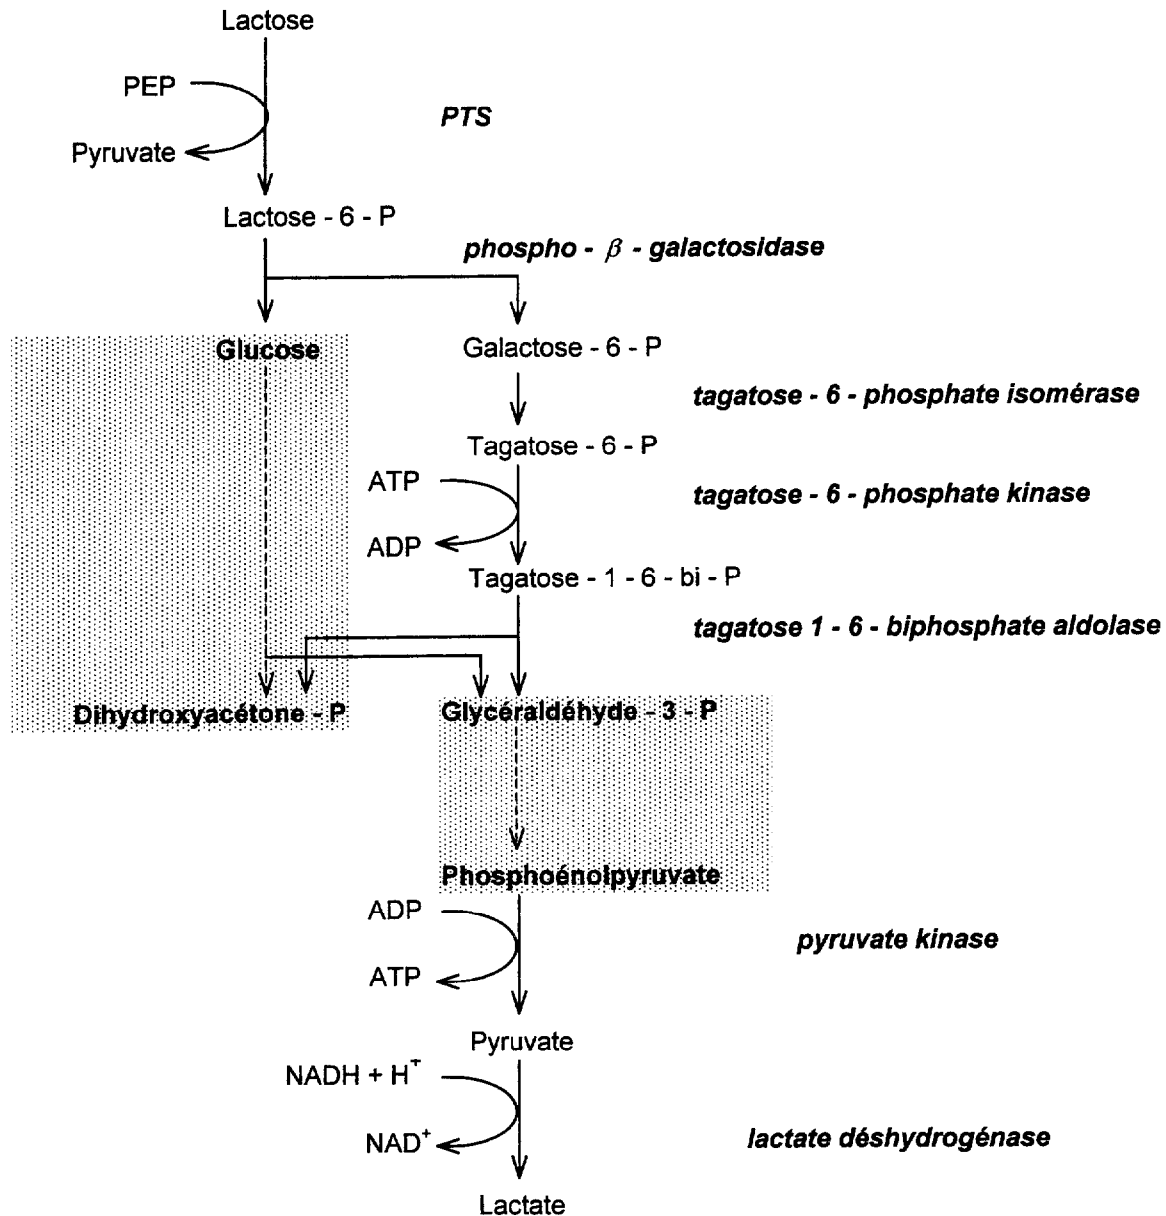 Lactose
PEP
PTS
Pyruvate
Lactose - 6 - P
phospho - β - galactosidase
Glucose
Galactose - 6 - P
tagatose - 6 - phosphate isomérase
Tagatose - 6 - P
ATP
tagatose - 6 - phosphate kinase
ADP
Tagatose - 1 - 6 - bi - P
tagatose 1 - 6 - biphosphate aldolase
Dihydroxyacétone - P
Glycéraldéhyde - 3 - P
Phosphoénolpyruvate
ADP
pyruvate kinase
ATP
Pyruvate
NADH + H⁺
NAD⁺
lactate déshydrogénase
Lactate